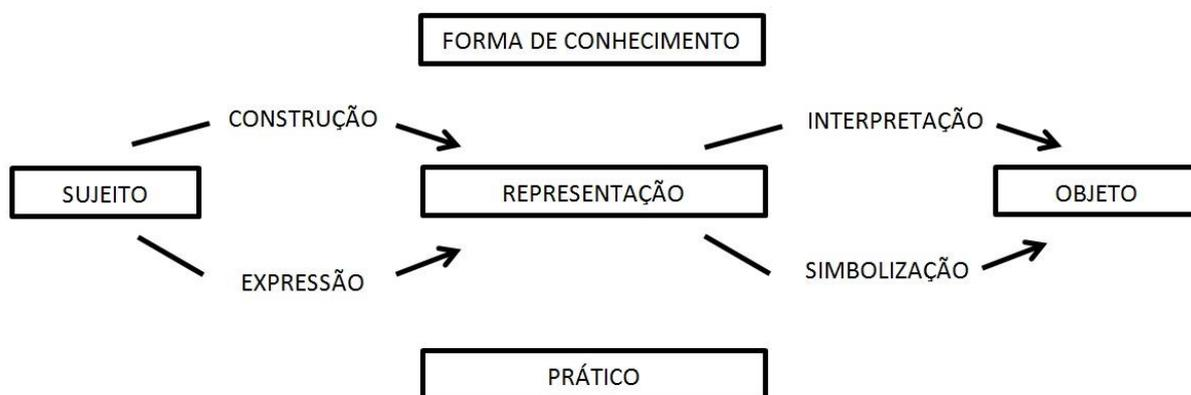 FORMA DE CONHECIMENTO
CONSTRUÇÃO
INTERPRETAÇÃO
SUJEITO
REPRESENTAÇÃO
OBJETO
EXPRESSÃO
SIMBOLIZAÇÃO
PRÁTICO